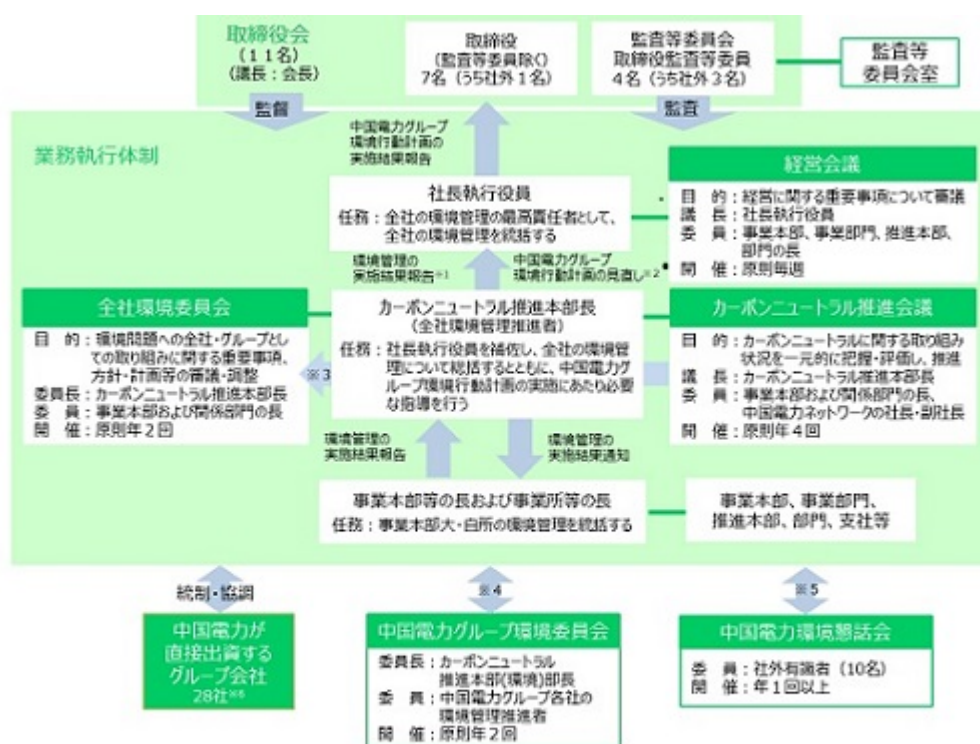 取締役会
(11名)
(議長：会長)
取締役
(監査等委員除く)
7名（うち社外1名）
監査等委員会
取締役監査等委員
4名（うち社外3名）
監査等
委員会室
監督
監査
中国電力グループ
環境行動計画の
実施結果報告
業務執行体制
社長執行役員
任務：全社の環境管理の最高責任者として、
全社の環境管理を統括する
経営会議
目　的：経営に関する重要事項について審議
議　長：社長執行役員
委　員：事業本部、事業部門、推進本部、
部門の長
開　催：原則毎週
環境管理の
実施結果報告※1
中国電力グループ
環境行動計画の見直し※2
全社環境委員会
目　的：環境問題への全社・グループとし
ての取り組みに関する重要事項、
方針・計画等の審議・調整
委員長：カーボンニュートラル推進本部長
委　員：事業本部および関係部門の長
開　催：原則年2回
※3
カーボンニュートラル推進本部長
(全社環境管理推進者)
任務：社長執行役員を補佐し、全社の環境管
理について総括するとともに、中国電力グ
ループ環境行動計画の実施にあたり必要
な指導を行う
カーボンニュートラル推進会議
目　的：カーボンニュートラルに関する取り組み
状況を一元的に把握・評価し、推進
議　長：カーボンニュートラル推進本部長
委　員：事業本部および関係部門の長、
中国電力ネットワークの社長・副社長
開　催：原則年4回
環境管理の
実施結果報告
環境管理の
実施結果通知
事業本部等の長および事業所等の長
任務：事業本部大・自所の環境管理を統括する
事業本部、事業部門、
推進本部、部門、支社等
統制・協調
※4
※5
中国電力が
直接出資する
グループ会社
28社※6
中国電力グループ環境委員会
委員長：カーボンニュートラル
推進本部(環境)部長
委　員：中国電力グループ各社の
環境管理推進者
開　催：原則年2回
中国電力環境懇話会
委　員：社外有識者（10名）
開　催：年1回以上